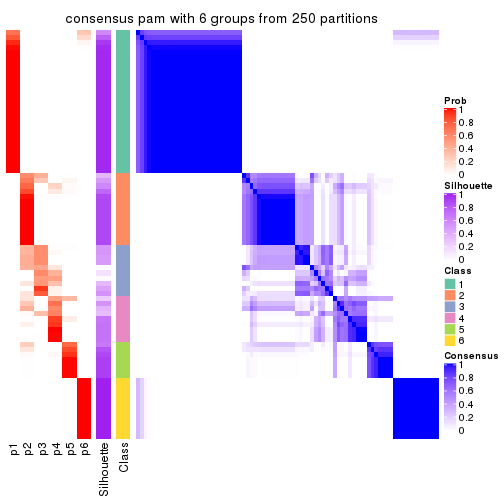 consensus pam with 6 groups from 250 partitions
Prob
1
0.8
0.6
0.4
0.2
0
Silhouette
1
0.8
0.6
0.4
0.2
0
Class
1
2
3
4
5
6
Consensus
1
0.8
0.6
0.4
0.2
0
p1
p2
p3
p4
p5
p6
Silhouette
Class